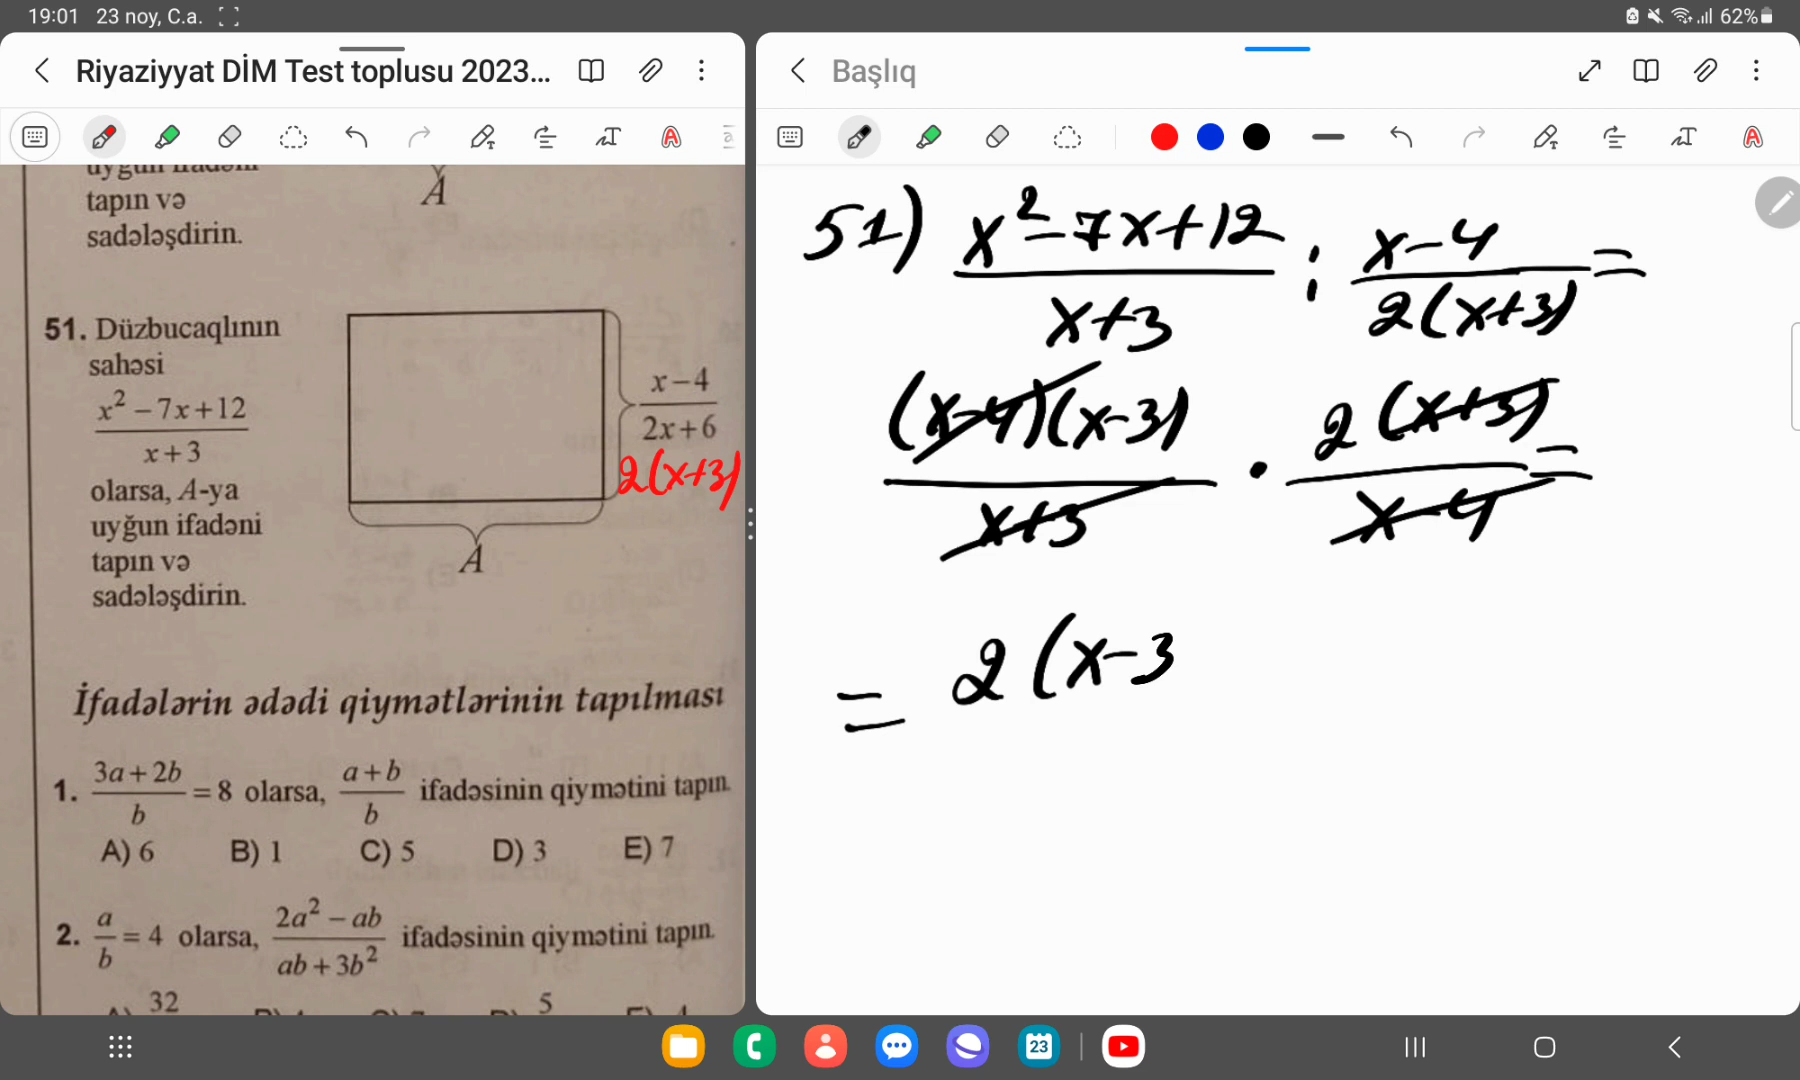 19:01 23 noy, C.a. 62%
Riyaziyyat DİM Test toplusu 2023...
tapın və
sadələşdirin.
A
51. Düzbucaqlının
sahəsi
x² – 7x + 12
x + 3
olarsa, A-ya
uyğun ifadəni
tapın və
sadələşdirin.
x – 4
2x + 6
2(x+3)
A
İfadələrin ədədi qiymətlərinin tapılması
1. 3a + 2b / b = 8 olarsa, a + b / b ifadəsinin qiymətini tapın.
A) 6 B) 1 C) 5 D) 3 E) 7
2. a / b = 4 olarsa, 2a² – ab / ab + 3b² ifadəsinin qiymətini tapın.
32 5
Başlıq
51) x²-7x+12 / x+3 : x-4 / 2(x+3) =
(x-4)(x-3) / x+3 · 2(x+3) / x-4 =
= 2(x-3
23